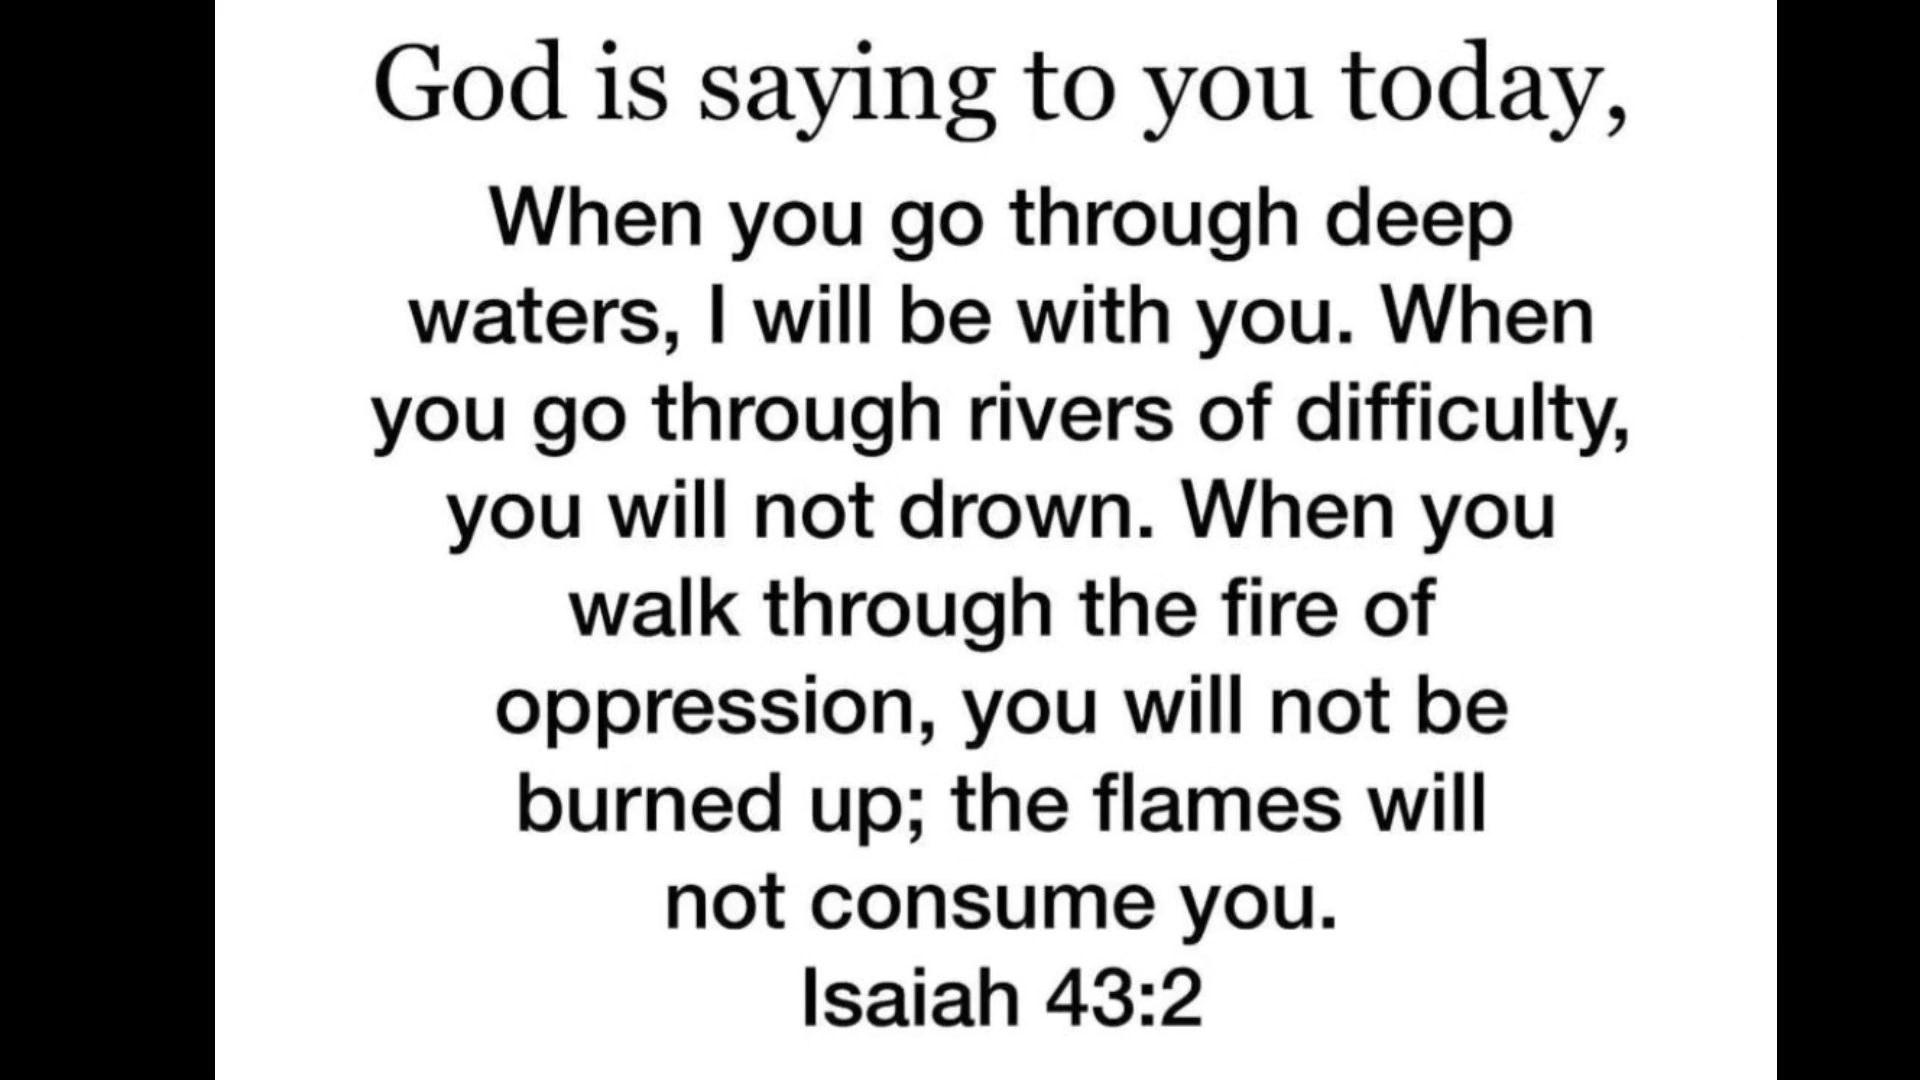 God is saying to you today,
When you go through deep
waters, I will be with you. When
you go through rivers of difficulty,
you will not drown. When you
walk through the fire of
oppression, you will not be
burned up; the flames will
not consume you.
Isaiah 43:2